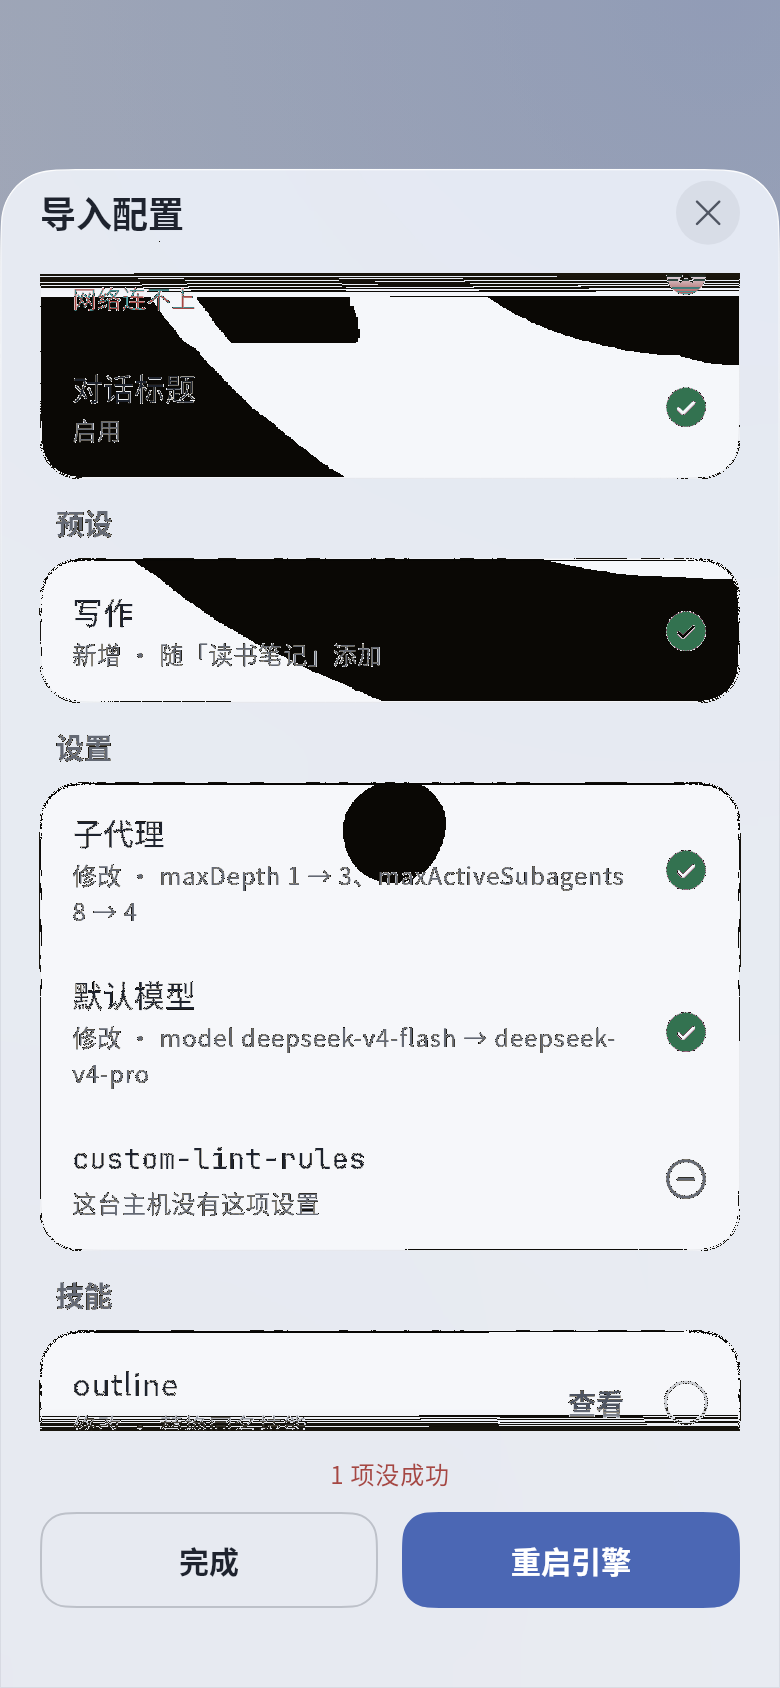 导入配置
网络连不上
对话标题
启用
预设
写作
新增 · 随「读书笔记」添加
设置
子代理
修改 · maxDepth 1 → 3、maxActiveSubagents
8 → 4
默认模型
修改 · model deepseek-v4-flash → deepseek-
v4-pro
custom-lint-rules
这台主机没有这项设置
技能
outline
查看
1 项没成功
完成
重启引擎